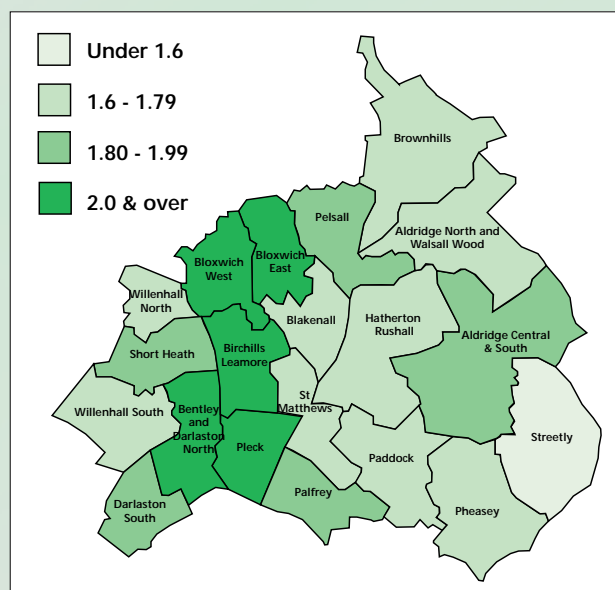 Under 1.6
1.6 - 1.79
1.80 - 1.99
2.0 & over
Brownhills
Pelsall
Aldridge North and
Walsall Wood
Bloxwich
West
Bloxwich
East
Willenhall
North
Blakenall
Hatherton
Rushall
Aldridge Central
& South
Short Heath
Birchills
Leamore
St
Matthews
Willenhall South
Bentley
and
Darlaston
North
Pleck
Streetly
Paddock
Palfrey
Darlaston
South
Pheasey